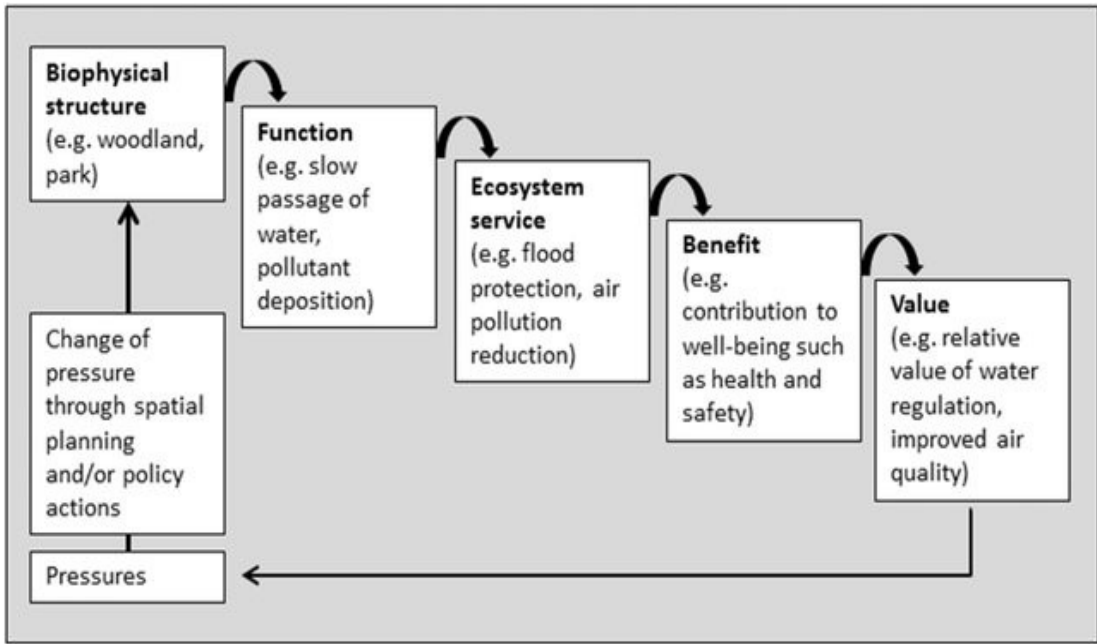 Biophysical
structure
(e.g. woodland,
park)
Function
(e.g. slow
passage of
water,
pollutant
deposition)
Ecosystem
service
(e.g. flood
protection, air
pollution
reduction)
Benefit
(e.g.
contribution to
well-being such
as health and
safety)
Value
(e.g. relative
value of water
regulation,
improved air
quality)
Change of
pressure
through spatial
planning
and/or policy
actions
Pressures